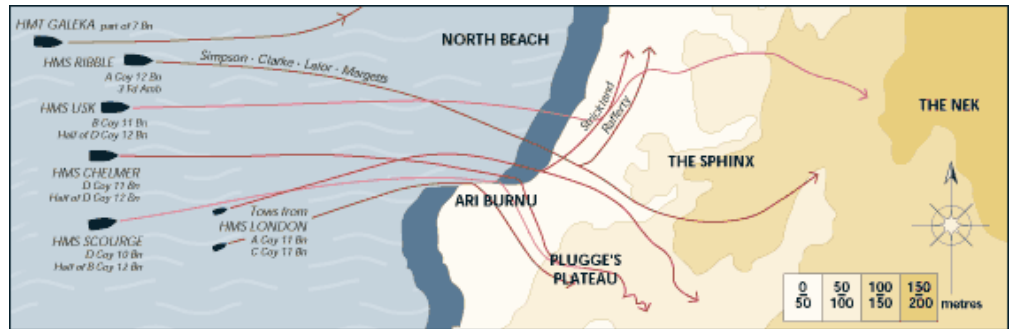 HMT GALEKA part of 7 Bn
HMS RIBBLE
A Coy 12 Bn
3 Fd Amb
Simpson - Clarke - Lalor - Margetts
HMS USK
B Coy 11 Bn
Half of D Coy 12 Bn
HMS CHELMER
D Coy 11 Bn
Half of D Coy 12 Bn
HMS SCOURGE
D Coy 10 Bn
Half of B Coy 12 Bn
Tows from
HMS LONDON
A Coy 11 Bn
C Coy 11 Bn
NORTH BEACH
Strickland
Rafferty
THE NEK
THE SPHINX
ARI BURNU
PLUGGE'S
PLATEAU
0 50 100 150
50 100 150 200 metres